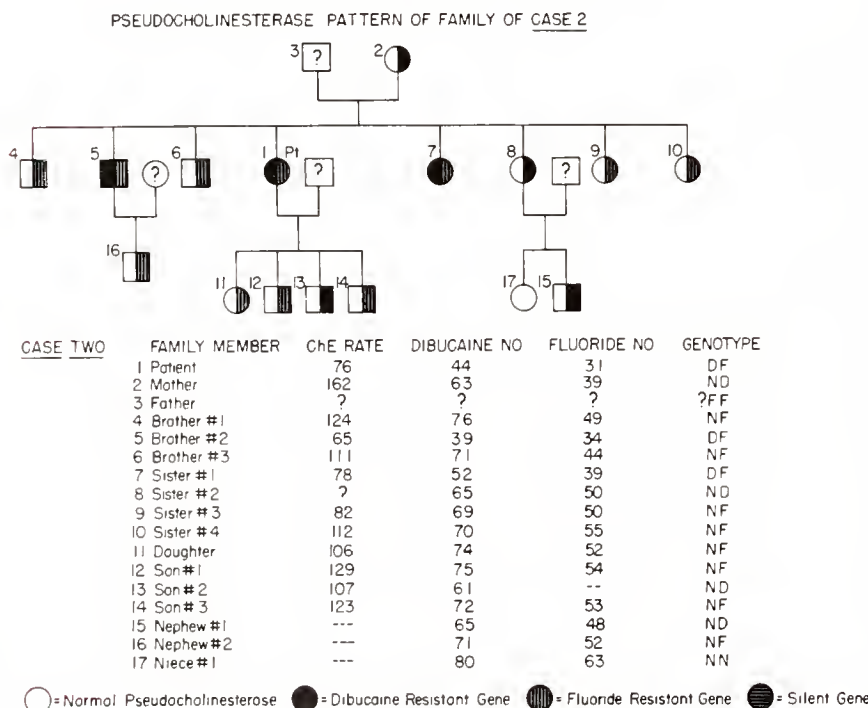 PSEUDOCHOLINESTERASE PATTERN OF FAMILY OF CASE 2
3 ? 2
4 5 ? 6 1 Pt ? 7 8 ? 9 10
16 11 12 13 14 17 15
CASE TWO FAMILY MEMBER ChE RATE DIBUCAINE NO FLUORIDE NO GENOTYPE
1 Patient 76 44 31 DF
2 Mother 162 63 39 ND
3 Father ? ? ? ?FF
4 Brother #1 124 76 49 NF
5 Brother #2 65 39 34 DF
6 Brother #3 111 71 44 NF
7 Sister #1 78 52 39 DF
8 Sister #2 ? 65 50 ND
9 Sister #3 82 69 50 NF
10 Sister #4 112 70 55 NF
11 Daughter 106 74 52 NF
12 Son #1 129 75 54 NF
13 Son #2 107 61 -- ND
14 Son #3 123 72 53 NF
15 Nephew #1 --- 65 48 ND
16 Nephew #2 --- 71 52 NF
17 Niece #1 --- 80 63 NN
= Normal Pseudocholinesterose = Dibucaine Resistant Gene = Fluoride Resistant Gene = Silent Gene